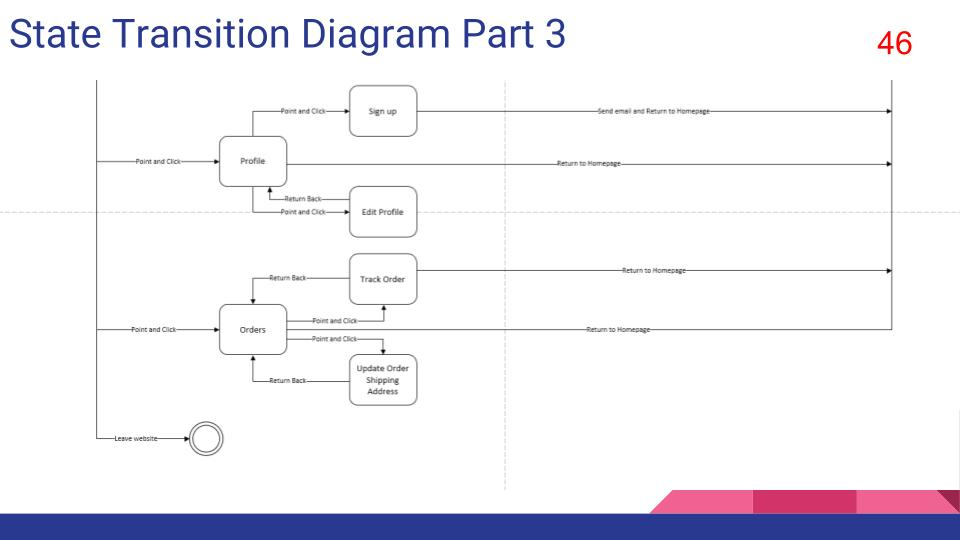 State Transition Diagram Part 3
46
Point and Click
Sign up
Send email and Return to Homepage
Point and Click
Profile
Return to Homepage
Return Back
Point and Click
Edit Profile
Return Back
Track Order
Return to Homepage
Point and Click
Point and Click
Orders
Return to Homepage
Point and Click
Return Back
Update Order
Shipping
Address
Leave website